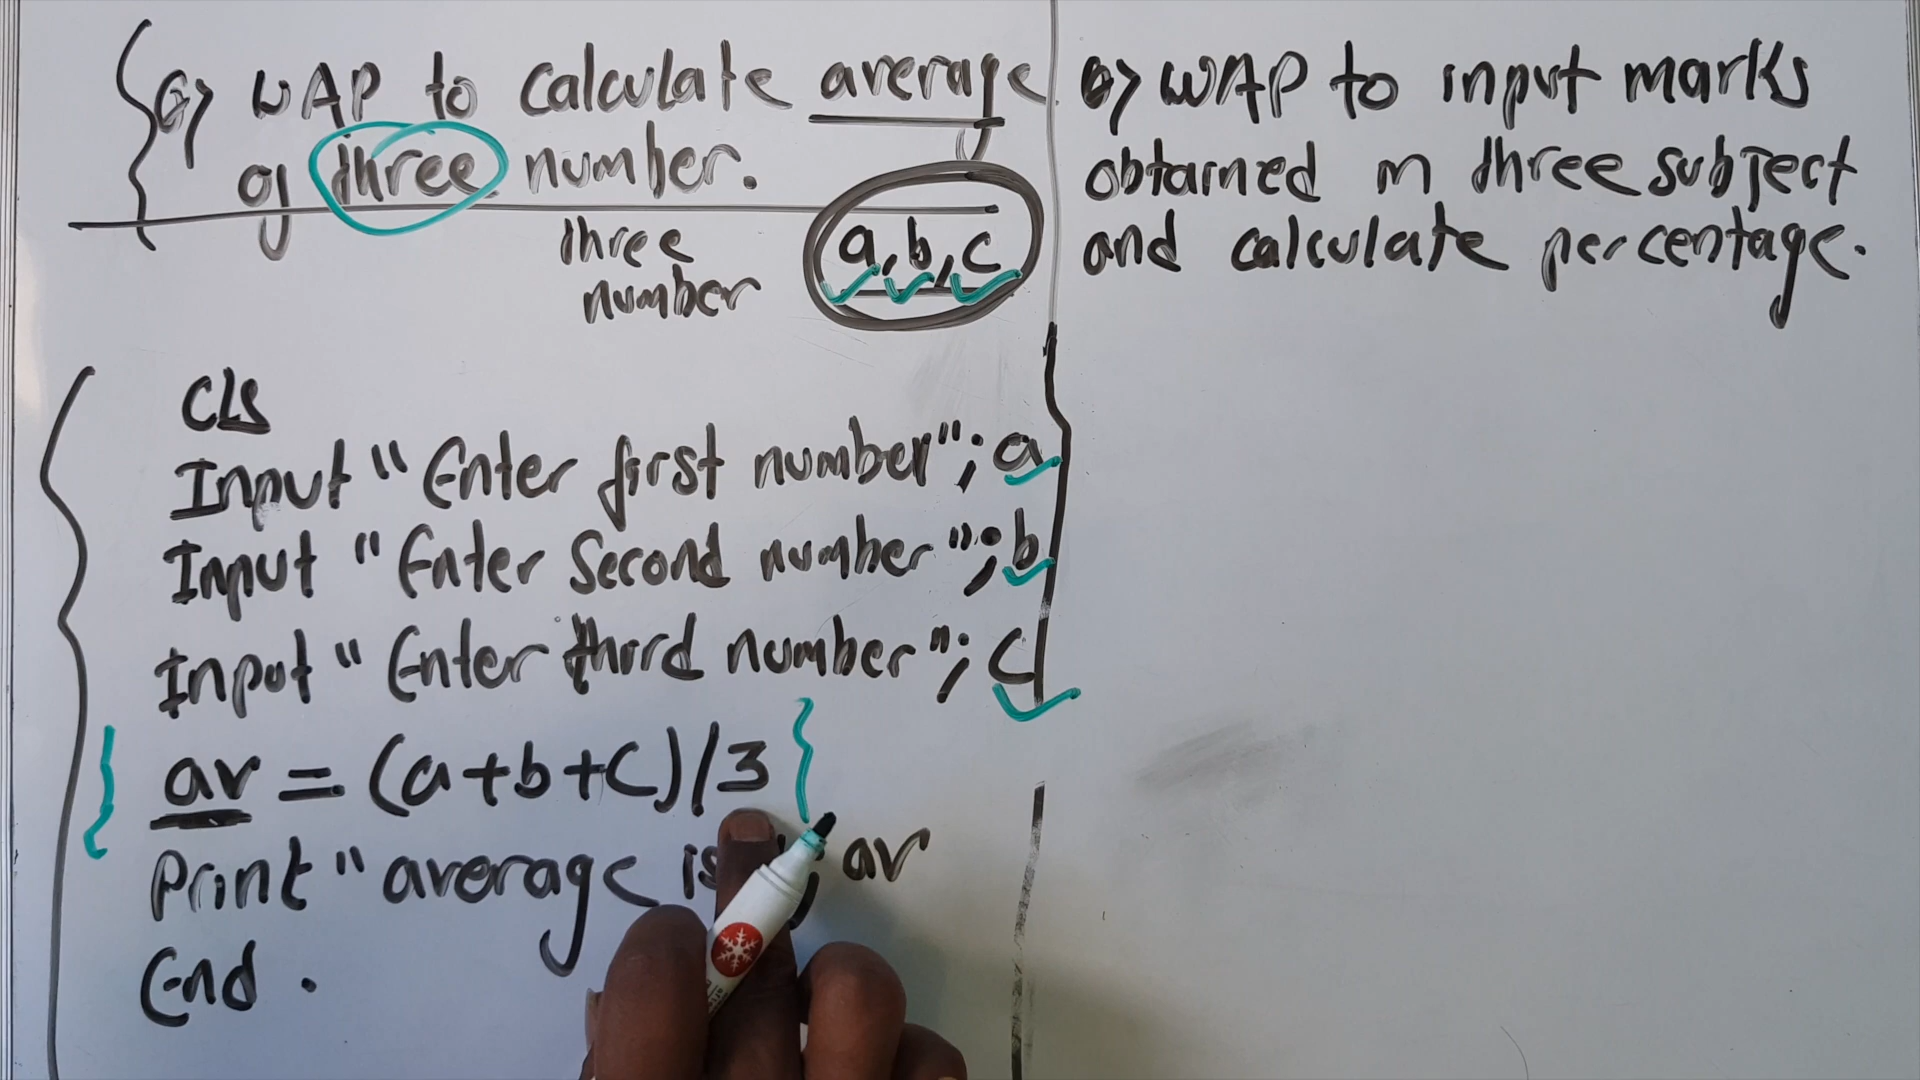 Q> WAP to calculate average
of three number.
three
number
a, b, c
CLS
Input "Enter first number"; a
Input "Enter Second number"; b
Input "Enter third number"; c
av = (a+b+c)/3
Print "average is"; av
End.
Q> WAP to input marks
obtained in three subject
and calculate percentage.